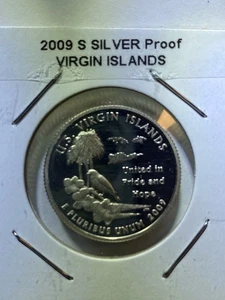 2009 S SILVER Proof
VIRGIN ISLANDS
U.S. VIRGIN ISLANDS
United in
Pride and
Hope
E PLURIBUS UNUM 2009